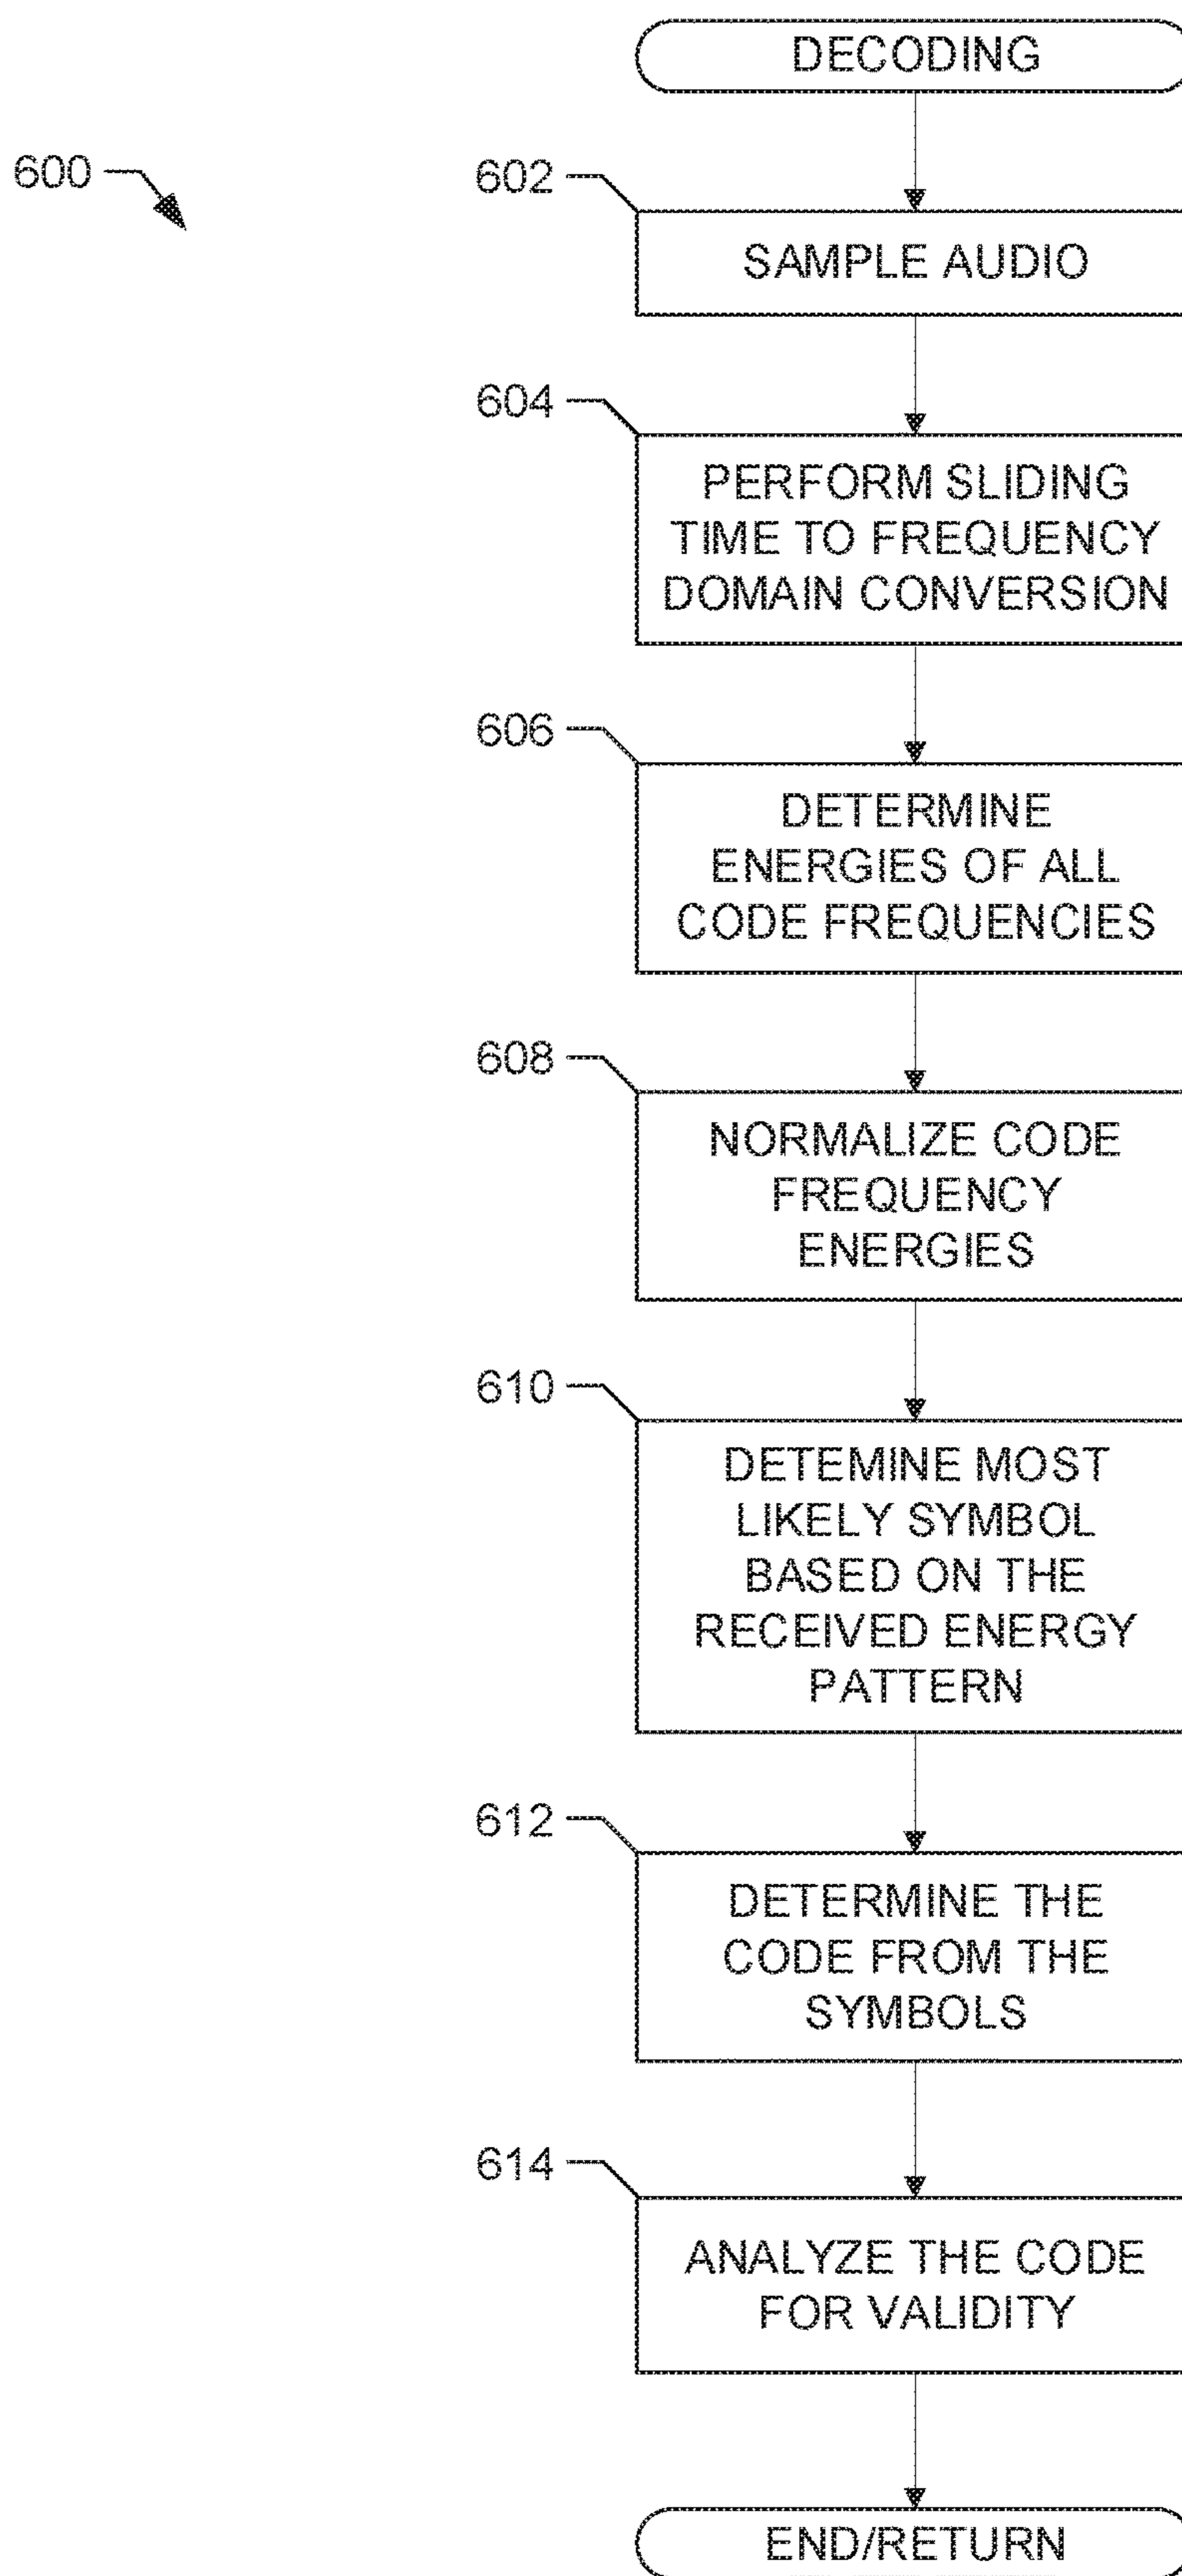 DECODING
600
602
SAMPLE AUDIO
604
PERFORM SLIDING
TIME TO FREQUENCY
DOMAIN CONVERSION
606
DETERMINE
ENERGIES OF ALL
CODE FREQUENCIES
608
NORMALIZE CODE
FREQUENCY
ENERGIES
610
DETEMINE MOST
LIKELY SYMBOL
BASED ON THE
RECEIVED ENERGY
PATTERN
612
DETERMINE THE
CODE FROM THE
SYMBOLS
614
ANALYZE THE CODE
FOR VALIDITY
END/RETURN